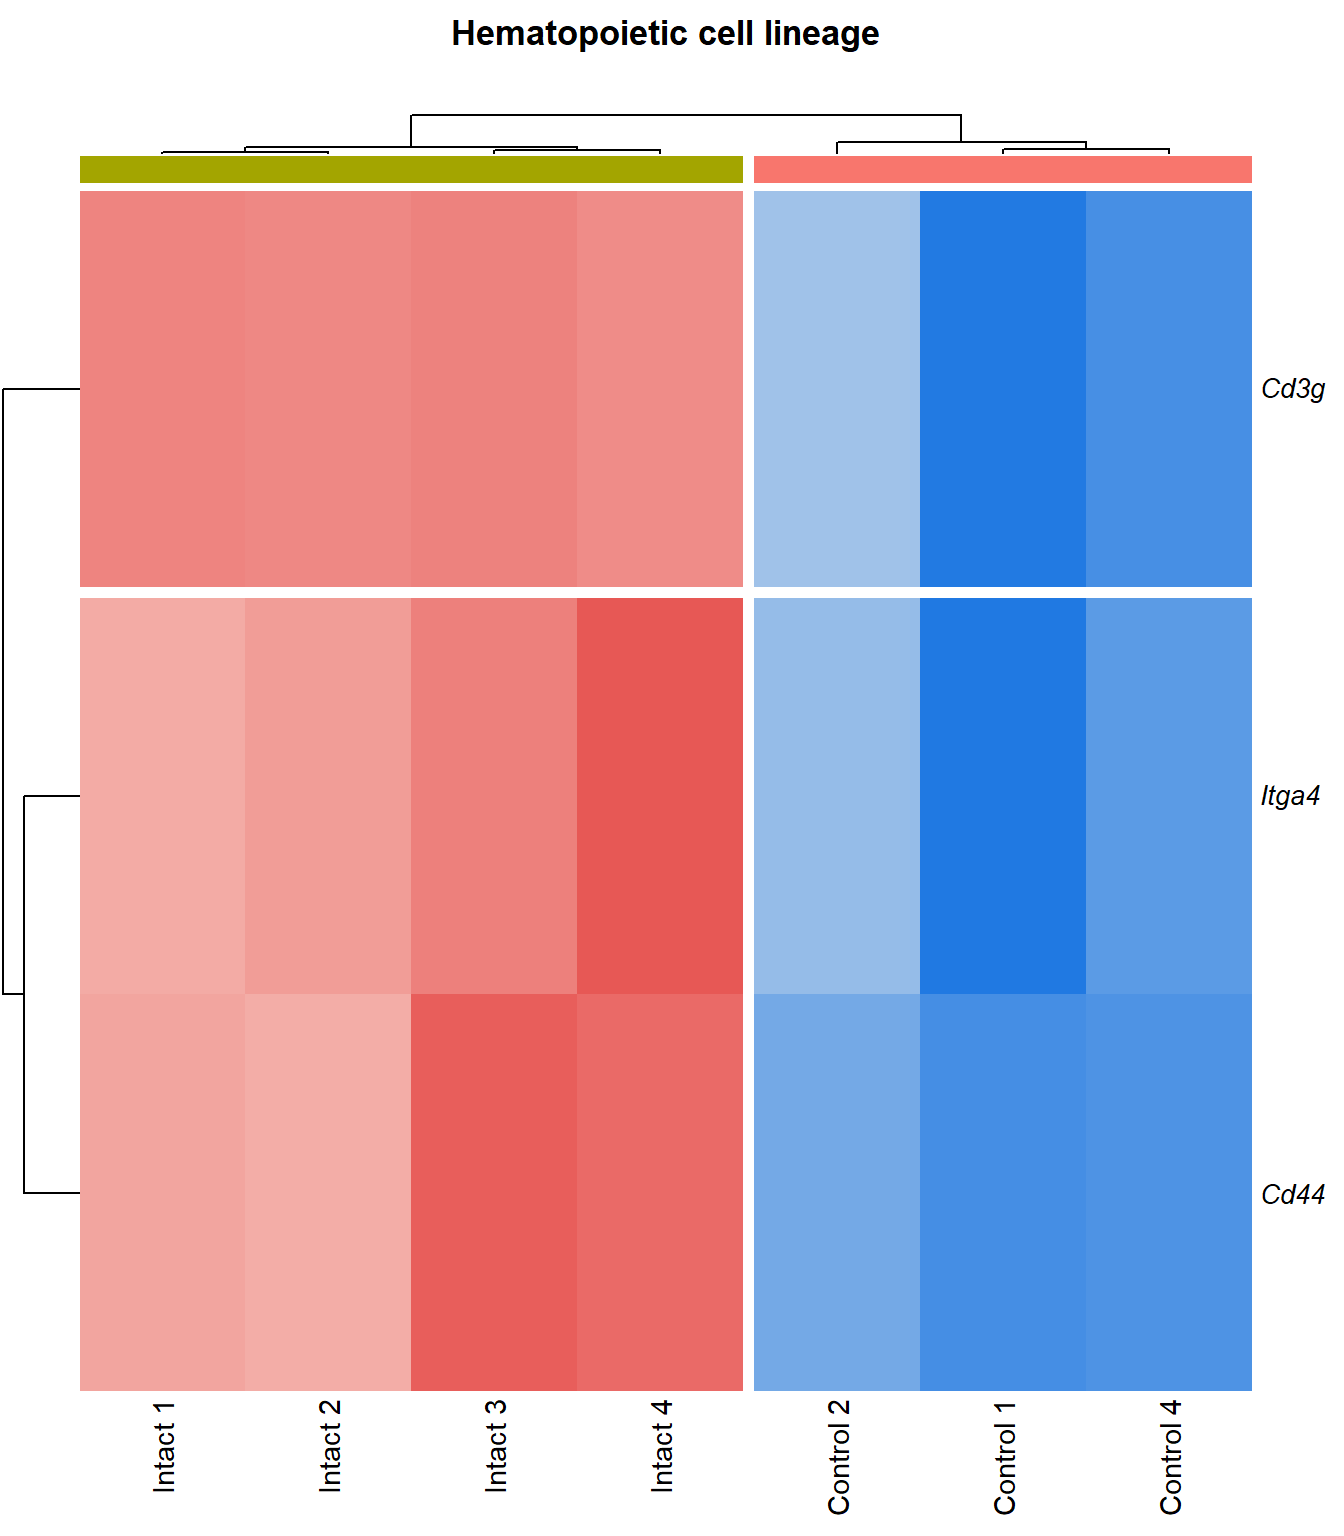 Hematopoietic cell lineage
Cd3g
Itga4
Cd44
Intact 1
Intact 2
Intact 3
Intact 4
Control 2
Control 1
Control 4